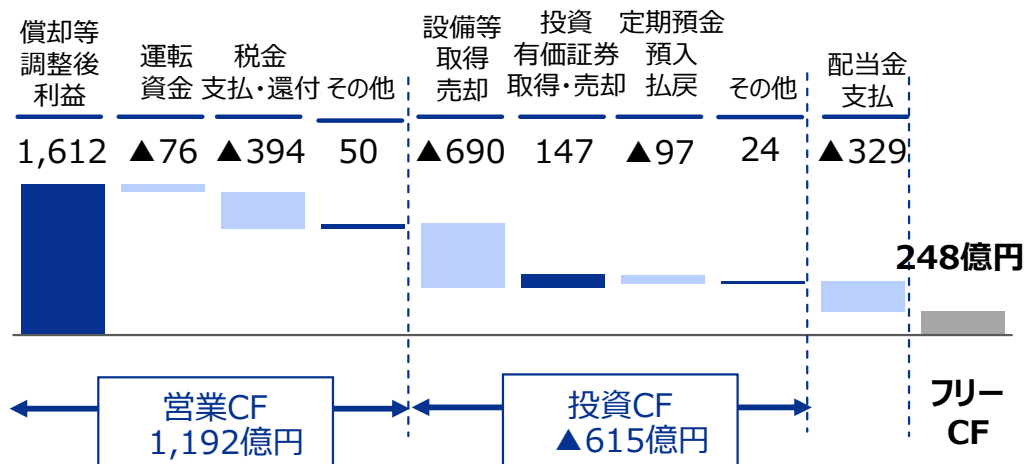 償却等
調整後
利益
運転
資金
税金
支払・還付
その他
設備等
取得
売却
投資
有価証券
取得・売却
定期預金
預入
払戻
その他
配当金
支払
1,612
▲76
▲394
50
▲690
147
▲97
24
▲329
248億円
営業CF
1,192億円
投資CF
▲615億円
フリー
CF